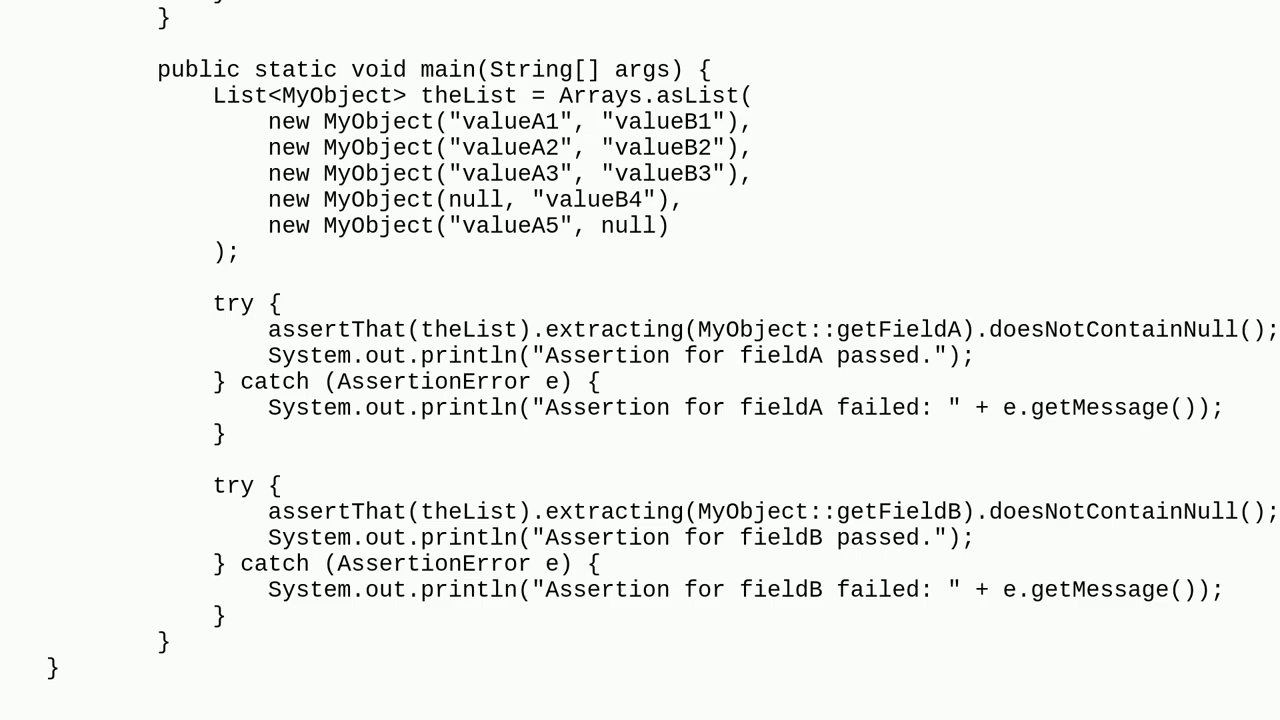 }
public static void main(String[] args) {
List<MyObject> theList = Arrays.asList(
new MyObject("valueA1", "valueB1"),
new MyObject("valueA2", "valueB2"),
new MyObject("valueA3", "valueB3"),
new MyObject(null, "valueB4"),
new MyObject("valueA5", null)
);
try {
assertThat(theList).extracting(MyObject::getFieldA).doesNotContainNull();
System.out.println("Assertion for fieldA passed.");
} catch (AssertionError e) {
System.out.println("Assertion for fieldA failed: " + e.getMessage());
}
try {
assertThat(theList).extracting(MyObject::getFieldB).doesNotContainNull();
System.out.println("Assertion for fieldB passed.");
} catch (AssertionError e) {
System.out.println("Assertion for fieldB failed: " + e.getMessage());
}
}
}